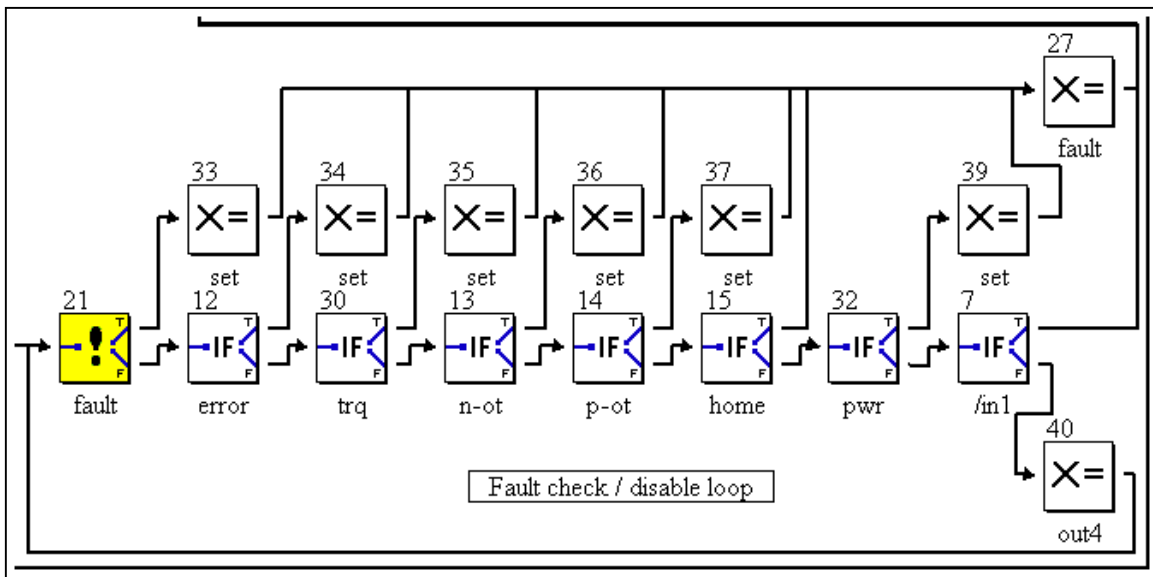 27
X=
fault
33
X=
set
34
X=
set
35
X=
set
36
X=
set
37
X=
set
39
X=
set
21
!
T
F
fault
12
IF
T
F
error
30
IF
T
F
trq
13
IF
T
F
n-ot
14
IF
T
F
p-ot
15
IF
T
F
home
32
IF
T
F
pwr
7
IF
T
F
/in1
40
X=
out4
Fault check / disable loop